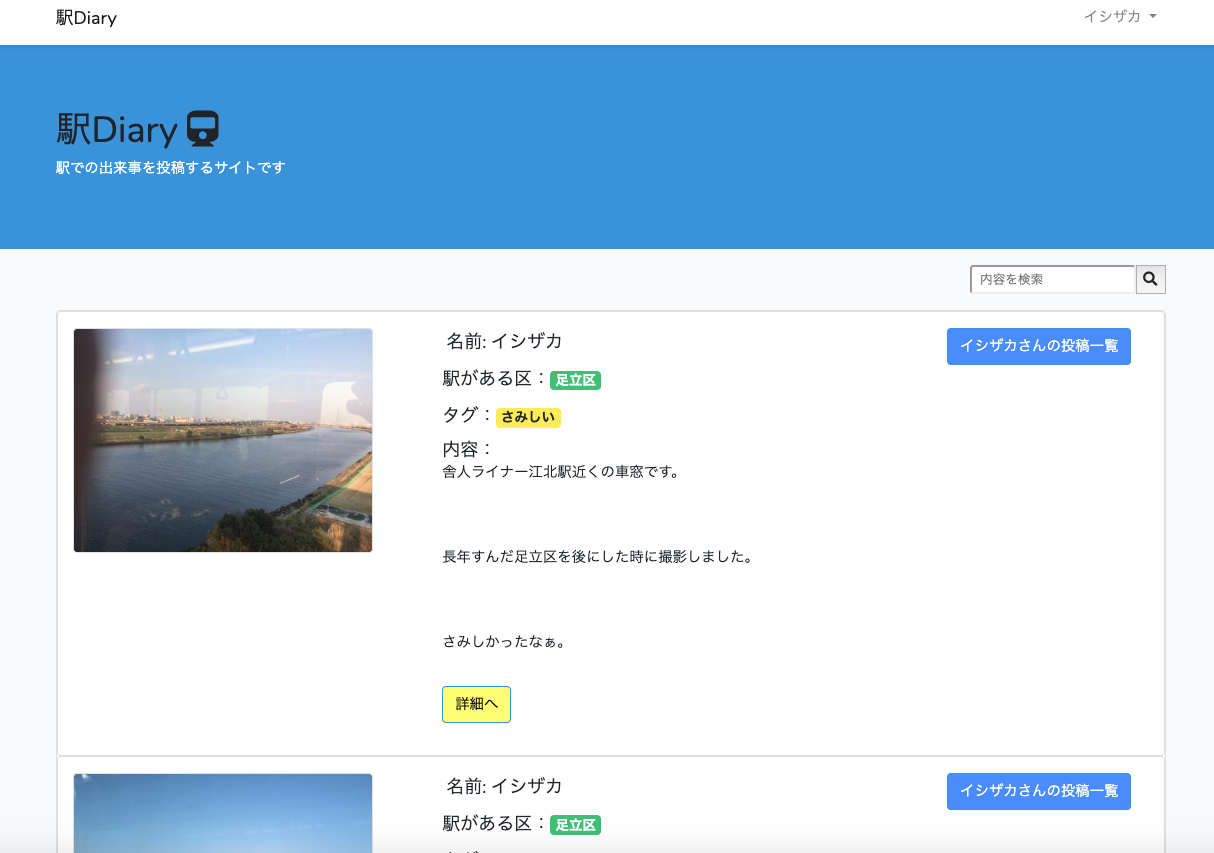 駅Diary
イシザカ
駅Diary
駅での出来事を投稿するサイトです
内容を検索
名前: イシザカ
イシザカさんの投稿一覧
駅がある区：足立区
タグ：さみしい
内容：
舎人ライナー江北駅近くの車窓です。
長年すんだ足立区を後にした時に撮影しました。
さみしかったなぁ。
詳細へ
名前: イシザカ
イシザカさんの投稿一覧
駅がある区：足立区